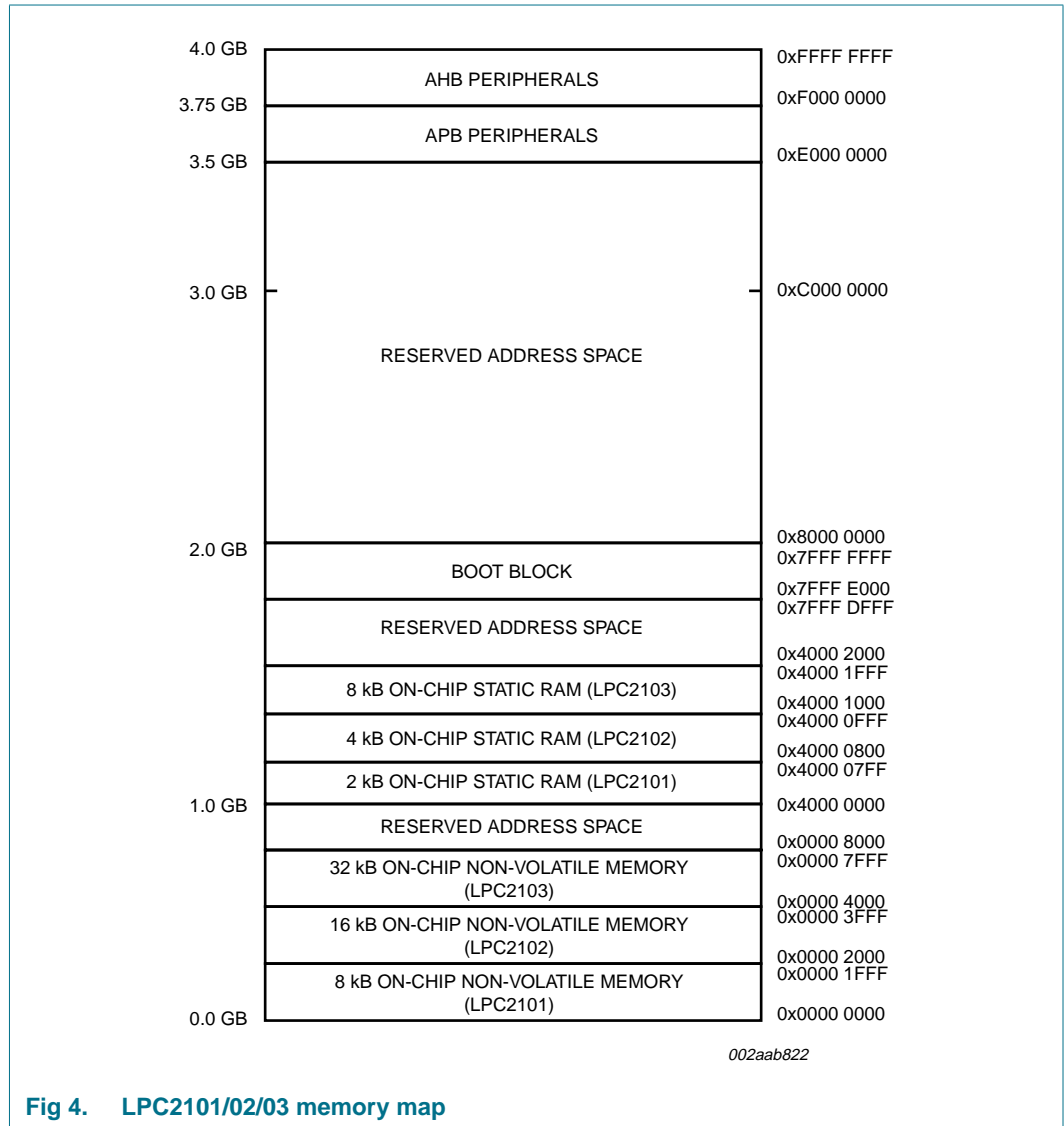 4.0 GB
AHB PERIPHERALS
0xFFFF FFFF
3.75 GB
0xF000 0000
APB PERIPHERALS
3.5 GB
0xE000 0000
3.0 GB
0xC000 0000
RESERVED ADDRESS SPACE
2.0 GB
0x8000 0000
0x7FFF FFFF
BOOT BLOCK
0x7FFF E000
0x7FFF DFFF
RESERVED ADDRESS SPACE
0x4000 2000
0x4000 1FFF
8 kB ON-CHIP STATIC RAM (LPC2103)
0x4000 1000
0x4000 0FFF
4 kB ON-CHIP STATIC RAM (LPC2102)
0x4000 0800
0x4000 07FF
2 kB ON-CHIP STATIC RAM (LPC2101)
1.0 GB
0x4000 0000
RESERVED ADDRESS SPACE
0x0000 8000
0x0000 7FFF
32 kB ON-CHIP NON-VOLATILE MEMORY
(LPC2103)
0x0000 4000
0x0000 3FFF
16 kB ON-CHIP NON-VOLATILE MEMORY
(LPC2102)
0x0000 2000
0x0000 1FFF
8 kB ON-CHIP NON-VOLATILE MEMORY
(LPC2101)
0.0 GB
0x0000 0000
002aab822
Fig 4. LPC2101/02/03 memory map